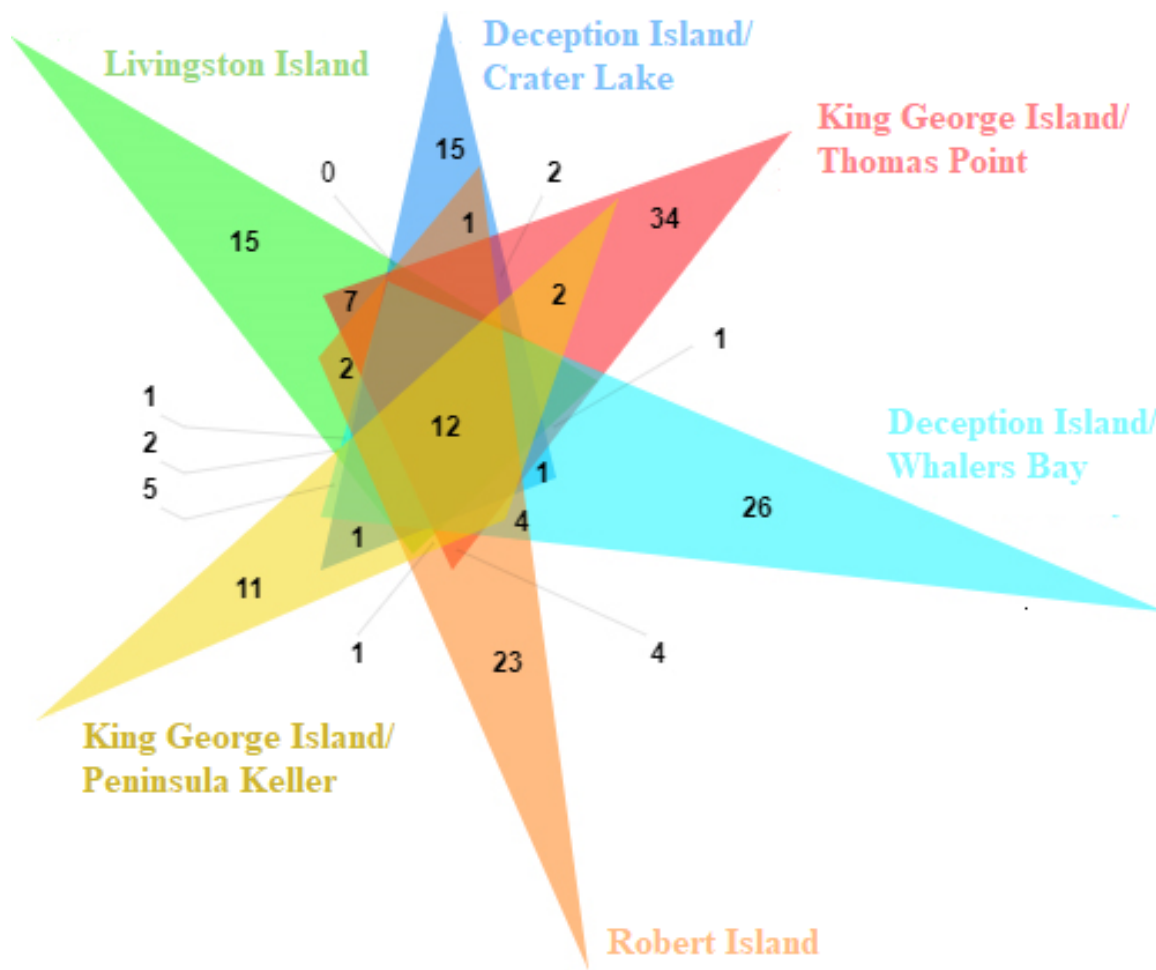 Deception Island/
Crater Lake
Livingston Island
King George Island/
Thomas Point
15
2
0
1
34
15
7
2
1
2
1
12
Deception Island/
Whalers Bay
2
1
5
26
4
1
11
1
4
23
King George Island/
Peninsula Keller
Robert Island